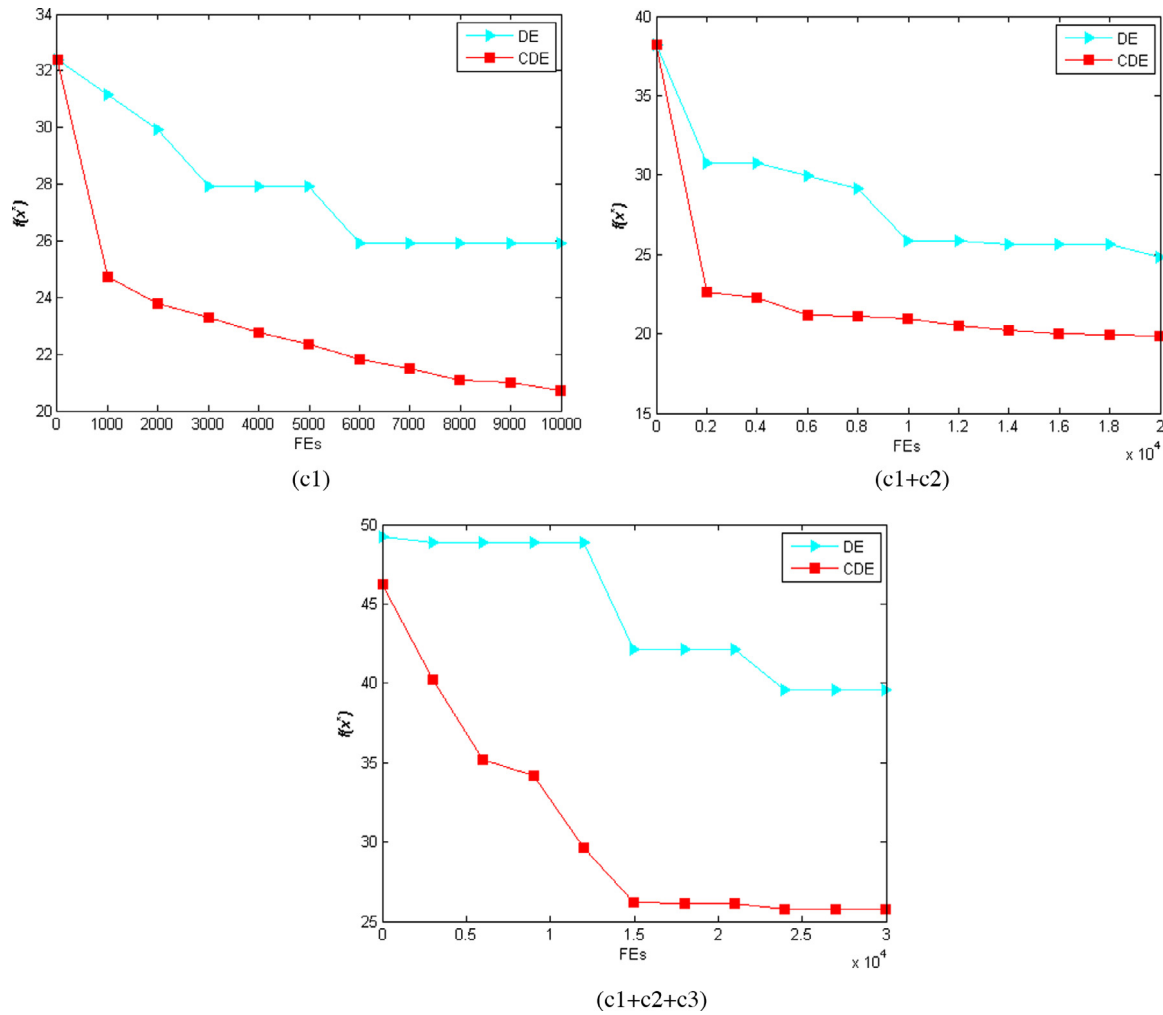 34
32
30
28
26
24
22
20
f(x*)
DE
CDE
0 1000 2000 3000 4000 5000 6000 7000 8000 9000 10000
FEs
(c1)
40
35
30
25
20
15
f(x*)
DE
CDE
0 0.2 0.4 0.6 0.8 1 1.2 1.4 1.6 1.8 2
FEs
x 10^4
(c1+c2)
50
45
40
35
30
25
f(x*)
DE
CDE
0 0.5 1 1.5 2 2.5 3
FEs
x 10^4
(c1+c2+c3)